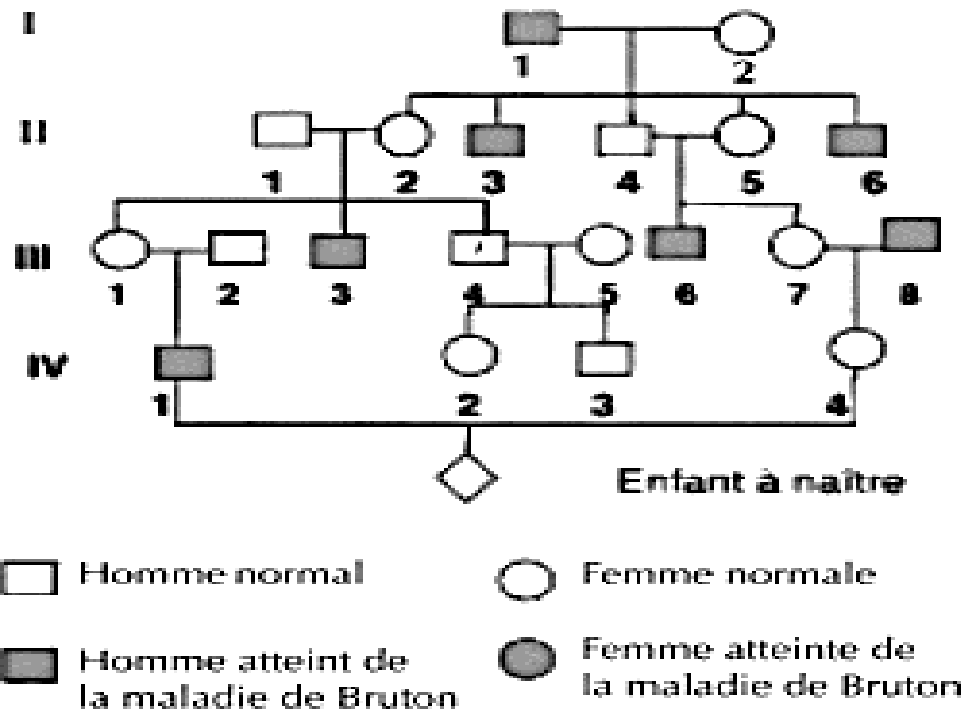 I
1 2
II
1 2 3 4 5 6
III
1 2 3 4 5 6 7 8
IV
1 2 3 4
Enfant à naître
Homme normal
Femme normale
Homme atteint de
la maladie de Bruton
Femme atteinte de
la maladie de Bruton